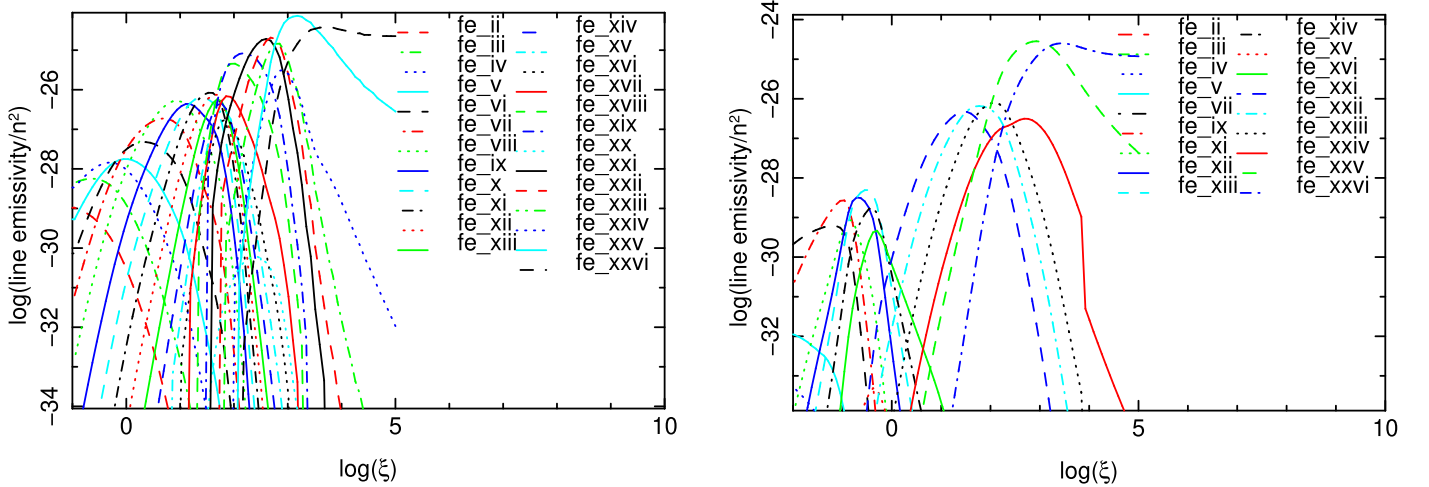 fe_ii fe_xiv
fe_iii fe_xv
fe_iv fe_xvi
fe_v fe_xvii
fe_vi fe_xviii
fe_vii fe_xix
fe_viii fe_xx
fe_ix fe_xxi
fe_x fe_xxii
fe_xi fe_xxiii
fe_xii fe_xxiv
fe_xiii fe_xxv
fe_xxvi
−26
−28
−30
−32
−34
log(line emissivity/n²)
0 5 10
log(ξ)
fe_ii fe_xiv
fe_iii fe_xv
fe_iv fe_xvi
fe_v fe_xxi
fe_vii fe_xxii
fe_ix fe_xxiii
fe_xi fe_xxiv
fe_xii fe_xxv
fe_xiii fe_xxvi
−24
−26
−28
−30
−32
log(line emissivity/n²)
0 5 10
log(ξ)